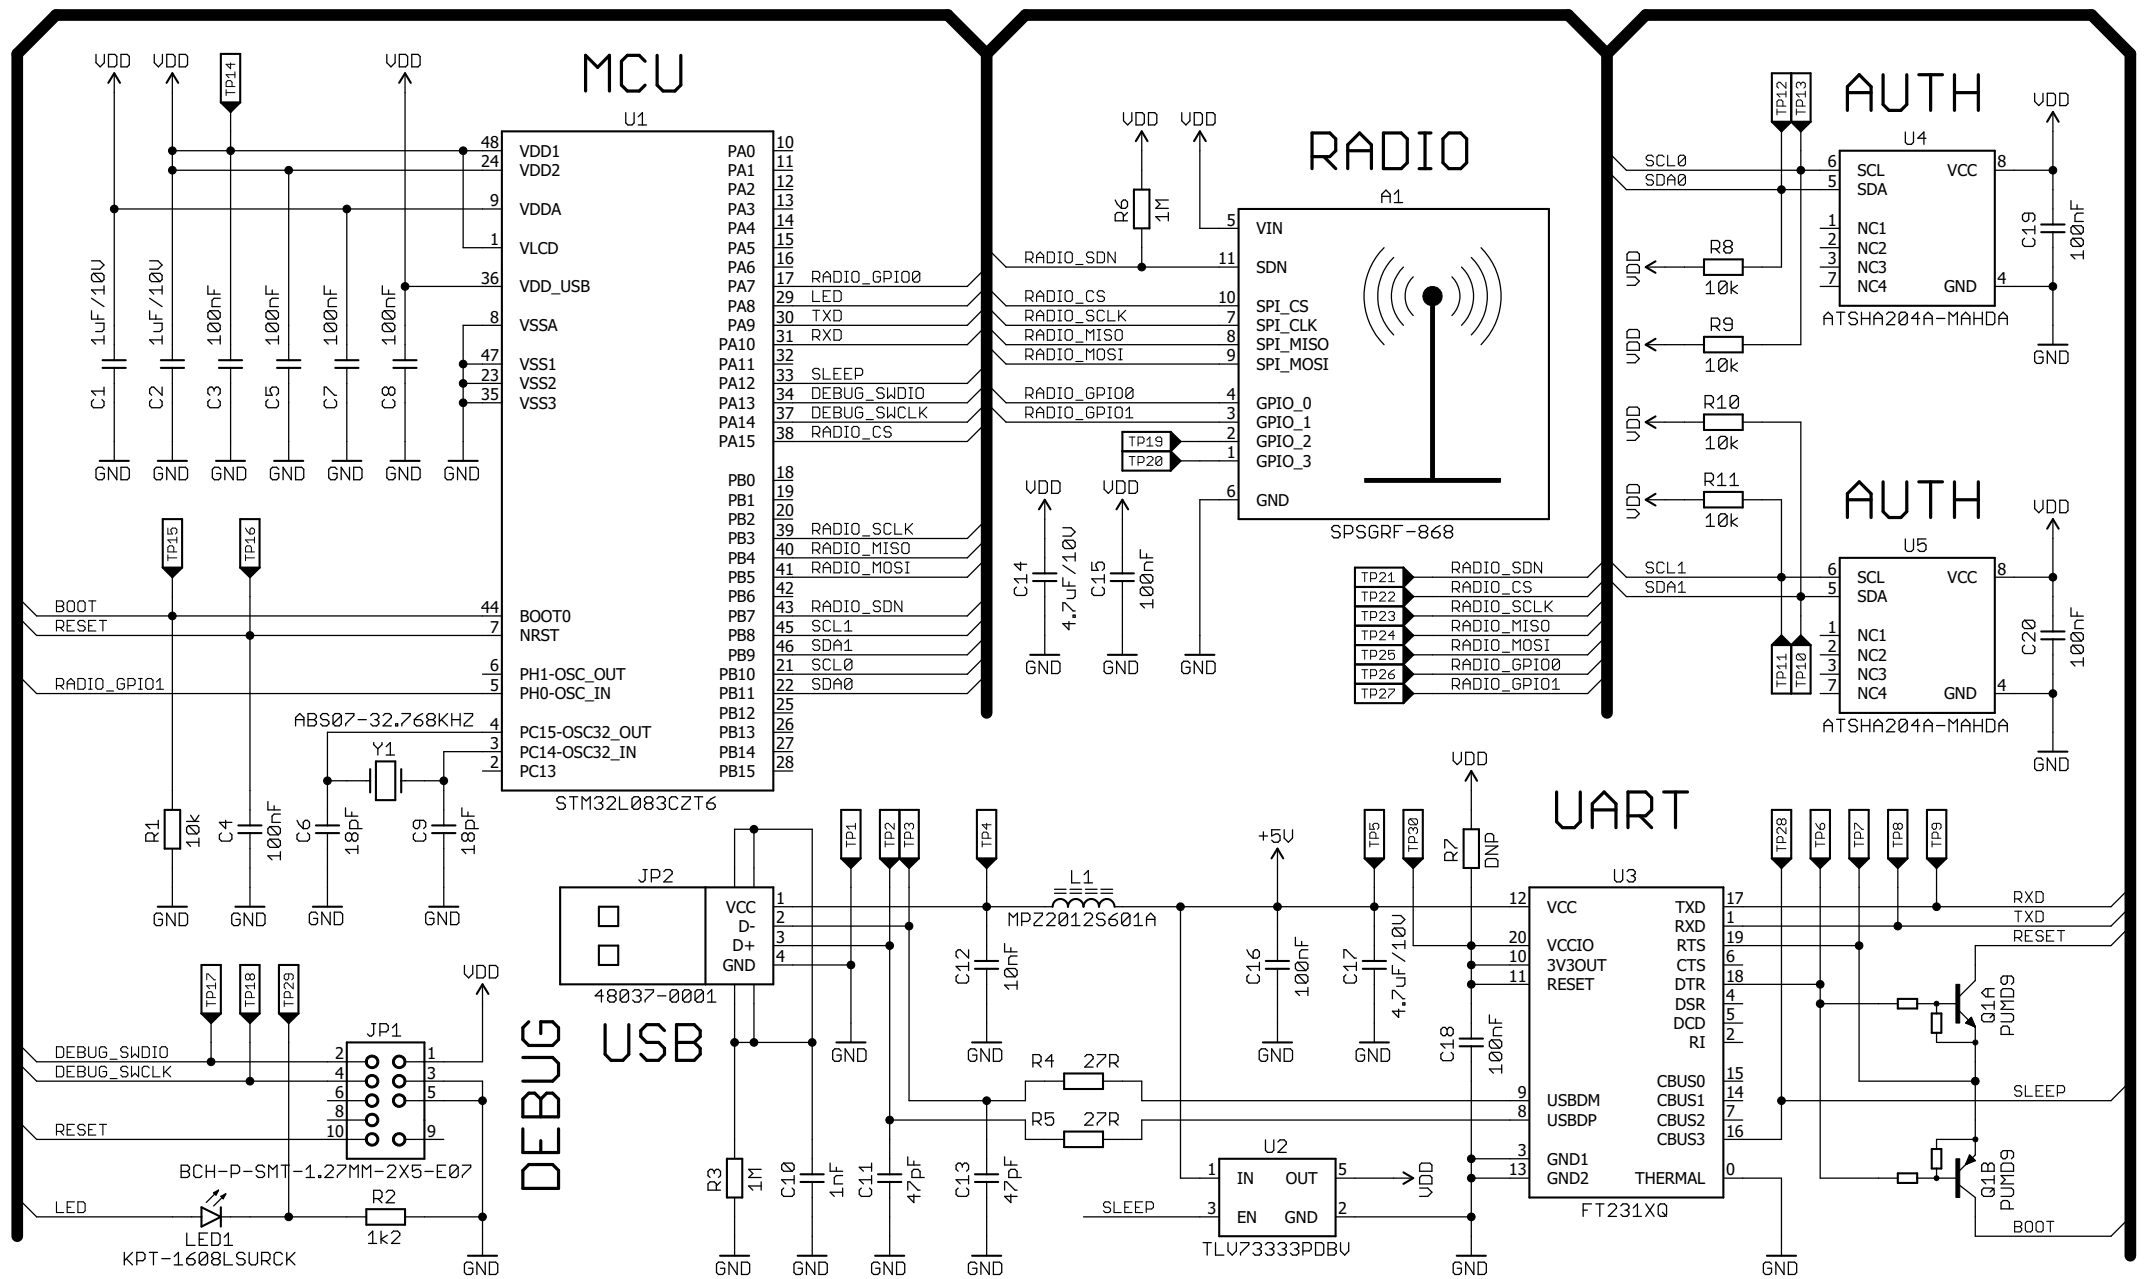 MCU
VDD
VDD
TP14
VDD
U1
48 VDD1
24 VDD2
9 VDDA
1 VLCD
36 VDD_USB
8 VSSA
47 VSS1
23 VSS2
35 VSS3
44 BOOT0
7 NRST
6 PH1-OSC_OUT
5 PH0-OSC_IN
4 PC15-OSC32_OUT
3 PC14-OSC32_IN
2 PC13
PA0 10
PA1 11
PA2 12
PA3 13
PA4 14
PA5 15
PA6 16
PA7 17 RADIO_GPIO0
PA8 29 LED
PA9 30 TXD
PA10 31 RXD
PA11 32
PA12 33 SLEEP
PA13 34 DEBUG_SWDIO
PA14 37 DEBUG_SWCLK
PA15 38 RADIO_CS
PB0 18
PB1 19
PB2 20
PB3 39 RADIO_SCLK
PB4 40 RADIO_MISO
PB5 41 RADIO_MOSI
PB6 42
PB7 43 RADIO_SDN
PB8 45 SCL1
PB9 46 SDA1
PB10 21 SCL0
PB11 22 SDA0
PB12 25
PB13 26
PB14 27
PB15 28
STM32L083CZT6
C1 1uF/10V
C2 1uF/10V
C3 100nF
C5 100nF
C7 100nF
C8 100nF
GND GND GND GND GND GND GND
TP15
TP16
BOOT
RESET
RADIO_GPIO1
ABS07-32.768KHZ
Y1
R1 10k
C4 100nF
C6 18pF
C9 18pF
GND GND GND GND
RADIO
VDD VDD
R6 1M
A1
RADIO_SDN
RADIO_CS
RADIO_SCLK
RADIO_MISO
RADIO_MOSI
RADIO_GPIO0
RADIO_GPIO1
TP19
TP20
5 VIN
11 SDN
10 SPI_CS
7 SPI_CLK
8 SPI_MISO
9 SPI_MOSI
4 GPIO_0
3 GPIO_1
2 GPIO_2
1 GPIO_3
6 GND
SPSGRF-868
VDD VDD
C14 4.7uF/10V
C15 100nF
GND GND GND
TP21 RADIO_SDN
TP22 RADIO_CS
TP23 RADIO_SCLK
TP24 RADIO_MISO
TP25 RADIO_MOSI
TP26 RADIO_GPIO0
TP27 RADIO_GPIO1
AUTH
TP12
TP13
VDD
U4
SCL0
SDA0
6 SCL
5 SDA
1 NC1
2 NC2
3 NC3
7 NC4
VCC 8
GND 4
ATSHA204A-MAHDA
C19 100nF
GND
VDD R8 10k
VDD R9 10k
VDD R10 10k
VDD R11 10k
AUTH
VDD
U5
SCL1
SDA1
6 SCL
5 SDA
1 NC1
2 NC2
3 NC3
7 NC4
VCC 8
GND 4
ATSHA204A-MAHDA
TP11
TP10
C20 100nF
GND
DEBUG
TP17
TP18
TP29
VDD
JP1
DEBUG_SWDIO
DEBUG_SWCLK
RESET
2 1
4 3
6 5
8
10 9
BCH-P-SMT-1.27MM-2X5-E07
LED
LED1
KPT-1608LSURCK
R2
1k2
GND
USB
JP2
VCC 1
D- 2
D+ 3
GND 4
48037-0001
TP1
TP2
TP3
TP4
L1
MPZ2012S601A
+5V
TP5
TP30
C12 10nF
C16 100nF
C17 4.7uF/10V
GND GND GND GND
R4 27R
R5 27R
R3 1M
C10 1nF
C11 47pF
C13 47pF
GND GND GND GND
U2
1 IN
3 EN
OUT 5
GND 2
SLEEP
VDD
TLV73333PDBV
UART
VDD
R7 DNP
C18 100nF
U3
12 VCC
20 VCCIO
10 3V3OUT
11 RESET
9 USBDM
8 USBDP
3 GND1
13 GND2
TXD 17
RXD 1
RTS 19
CTS 6
DTR 18
DSR 4
DCD 5
RI 2
CBUS0 15
CBUS1 14
CBUS2 7
CBUS3 16
THERMAL 0
FT231XQ
GND
GND
TP28
TP6
TP7
TP8
TP9
RXD
TXD
RESET
Q1A
PUMD9
SLEEP
Q1B
PUMD9
BOOT